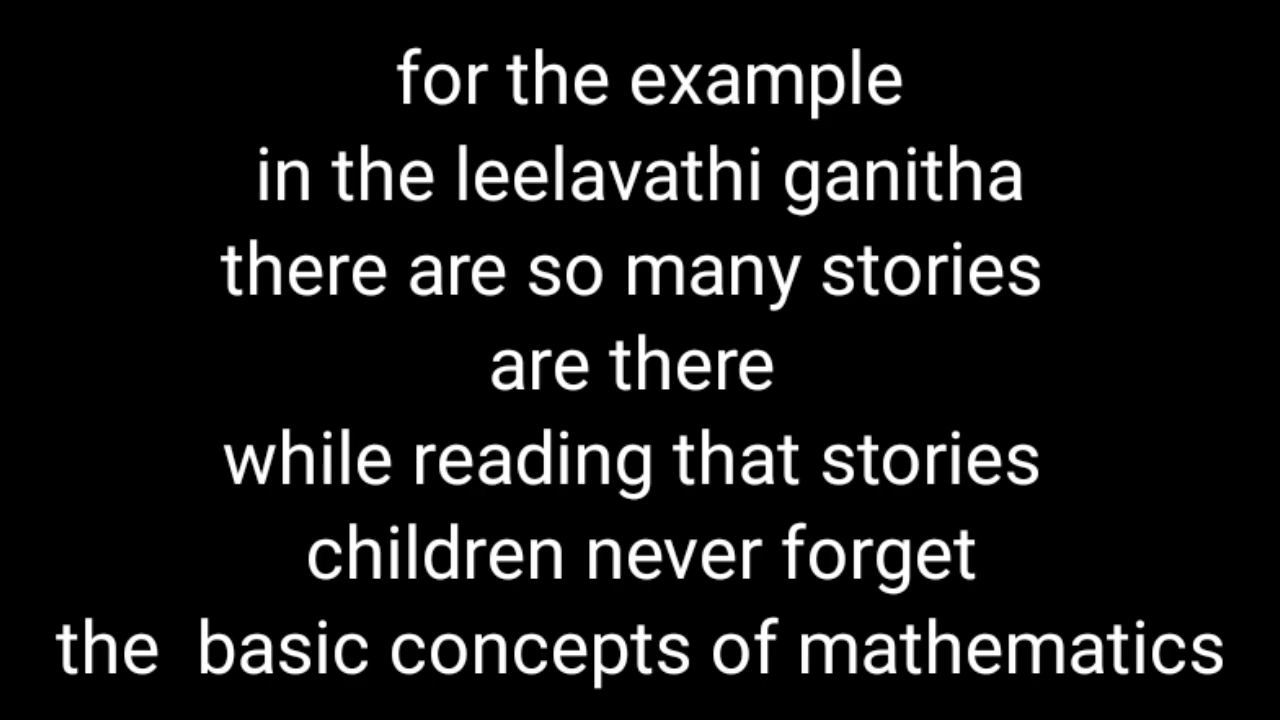 for the example
in the leelavathi ganitha
there are so many stories
are there
while reading that stories
children never forget
the  basic concepts of mathematics